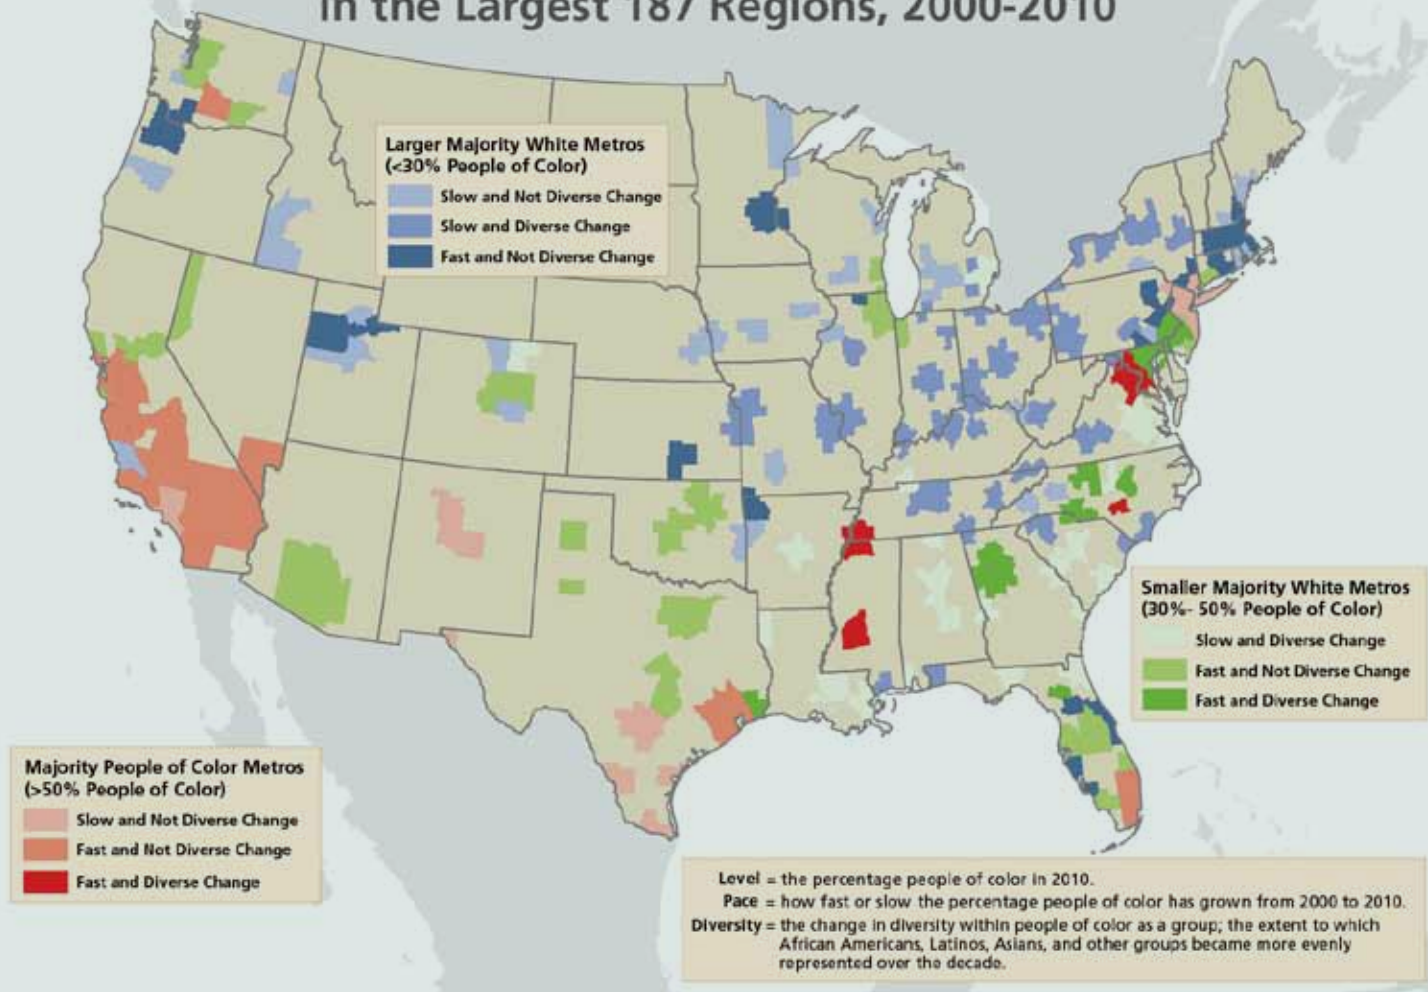 in the Largest 187 Regions, 2000-2010
Larger Majority White Metros
(<30% People of Color)
Slow and Not Diverse Change
Slow and Diverse Change
Fast and Not Diverse Change
Smaller Majority White Metros
(30%- 50% People of Color)
Slow and Diverse Change
Fast and Not Diverse Change
Fast and Diverse Change
Majority People of Color Metros
(>50% People of Color)
Slow and Not Diverse Change
Fast and Not Diverse Change
Fast and Diverse Change
Level = the percentage people of color in 2010.
Pace = how fast or slow the percentage people of color has grown from 2000 to 2010.
Diversity = the change in diversity within people of color as a group; the extent to which
African Americans, Latinos, Asians, and other groups became more evenly
represented over the decade.